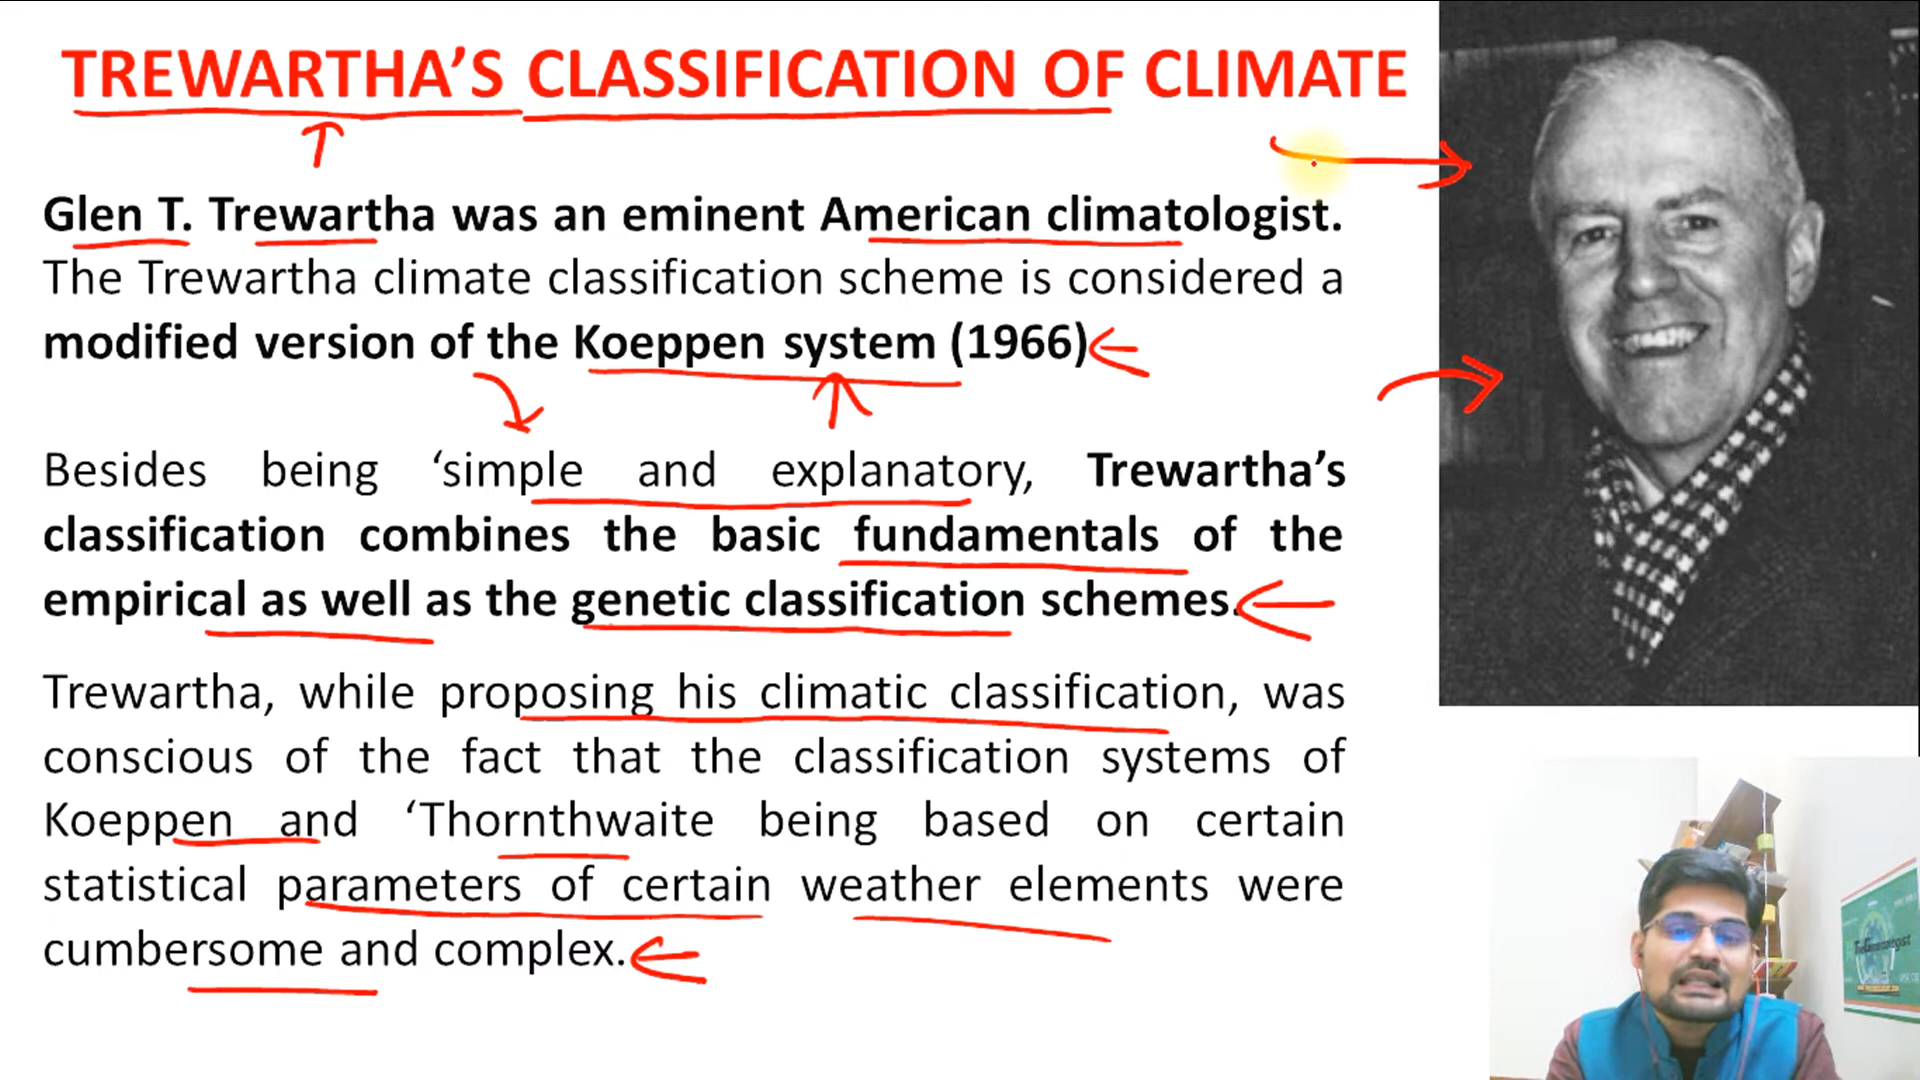 TREWARTHA’S CLASSIFICATION OF CLIMATE
Glen T. Trewartha was an eminent American climatologist.
The Trewartha climate classification scheme is considered a
modified version of the Koeppen system (1966)
Besides being ‘simple and explanatory, Trewartha’s
classification combines the basic fundamentals of the
empirical as well as the genetic classification schemes.
Trewartha, while proposing his climatic classification, was
conscious of the fact that the classification systems of
Koeppen and ‘Thornthwaite being based on certain
statistical parameters of certain weather elements were
cumbersome and complex.